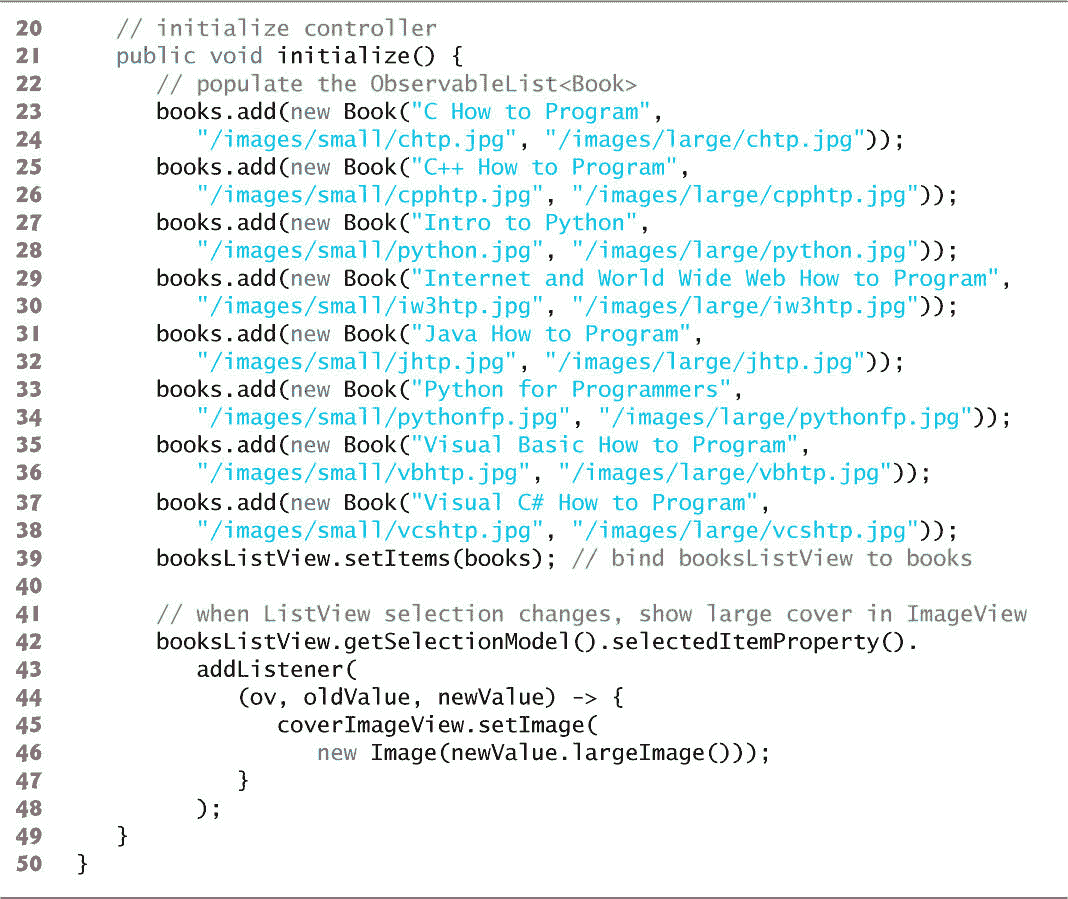 20 // initialize controller
21 public void initialize() {
22 // populate the ObservableList<Book>
23 books.add(new Book("C How to Program",
24 "/images/small/chtp.jpg", "/images/large/chtp.jpg"));
25 books.add(new Book("C++ How to Program",
26 "/images/small/cpphtp.jpg", "/images/large/cpphtp.jpg"));
27 books.add(new Book("Intro to Python",
28 "/images/small/python.jpg", "/images/large/python.jpg"));
29 books.add(new Book("Internet and World Wide Web How to Program",
30 "/images/small/iw3htp.jpg", "/images/large/iw3htp.jpg"));
31 books.add(new Book("Java How to Program",
32 "/images/small/jhtp.jpg", "/images/large/jhtp.jpg"));
33 books.add(new Book("Python for Programmers",
34 "/images/small/pythonfp.jpg", "/images/large/pythonfp.jpg"));
35 books.add(new Book("Visual Basic How to Program",
36 "/images/small/vbhtp.jpg", "/images/large/vbhtp.jpg"));
37 books.add(new Book("Visual C# How to Program",
38 "/images/small/vcshtp.jpg", "/images/large/vcshtp.jpg"));
39 booksListView.setItems(books); // bind booksListView to books
40
41 // when ListView selection changes, show large cover in ImageView
42 booksListView.getSelectionModel().selectedItemProperty().
43 addListener(
44 (ov, oldValue, newValue) -> {
45 coverImageView.setImage(
46 new Image(newValue.largeImage()));
47 }
48 );
49 }
50 }